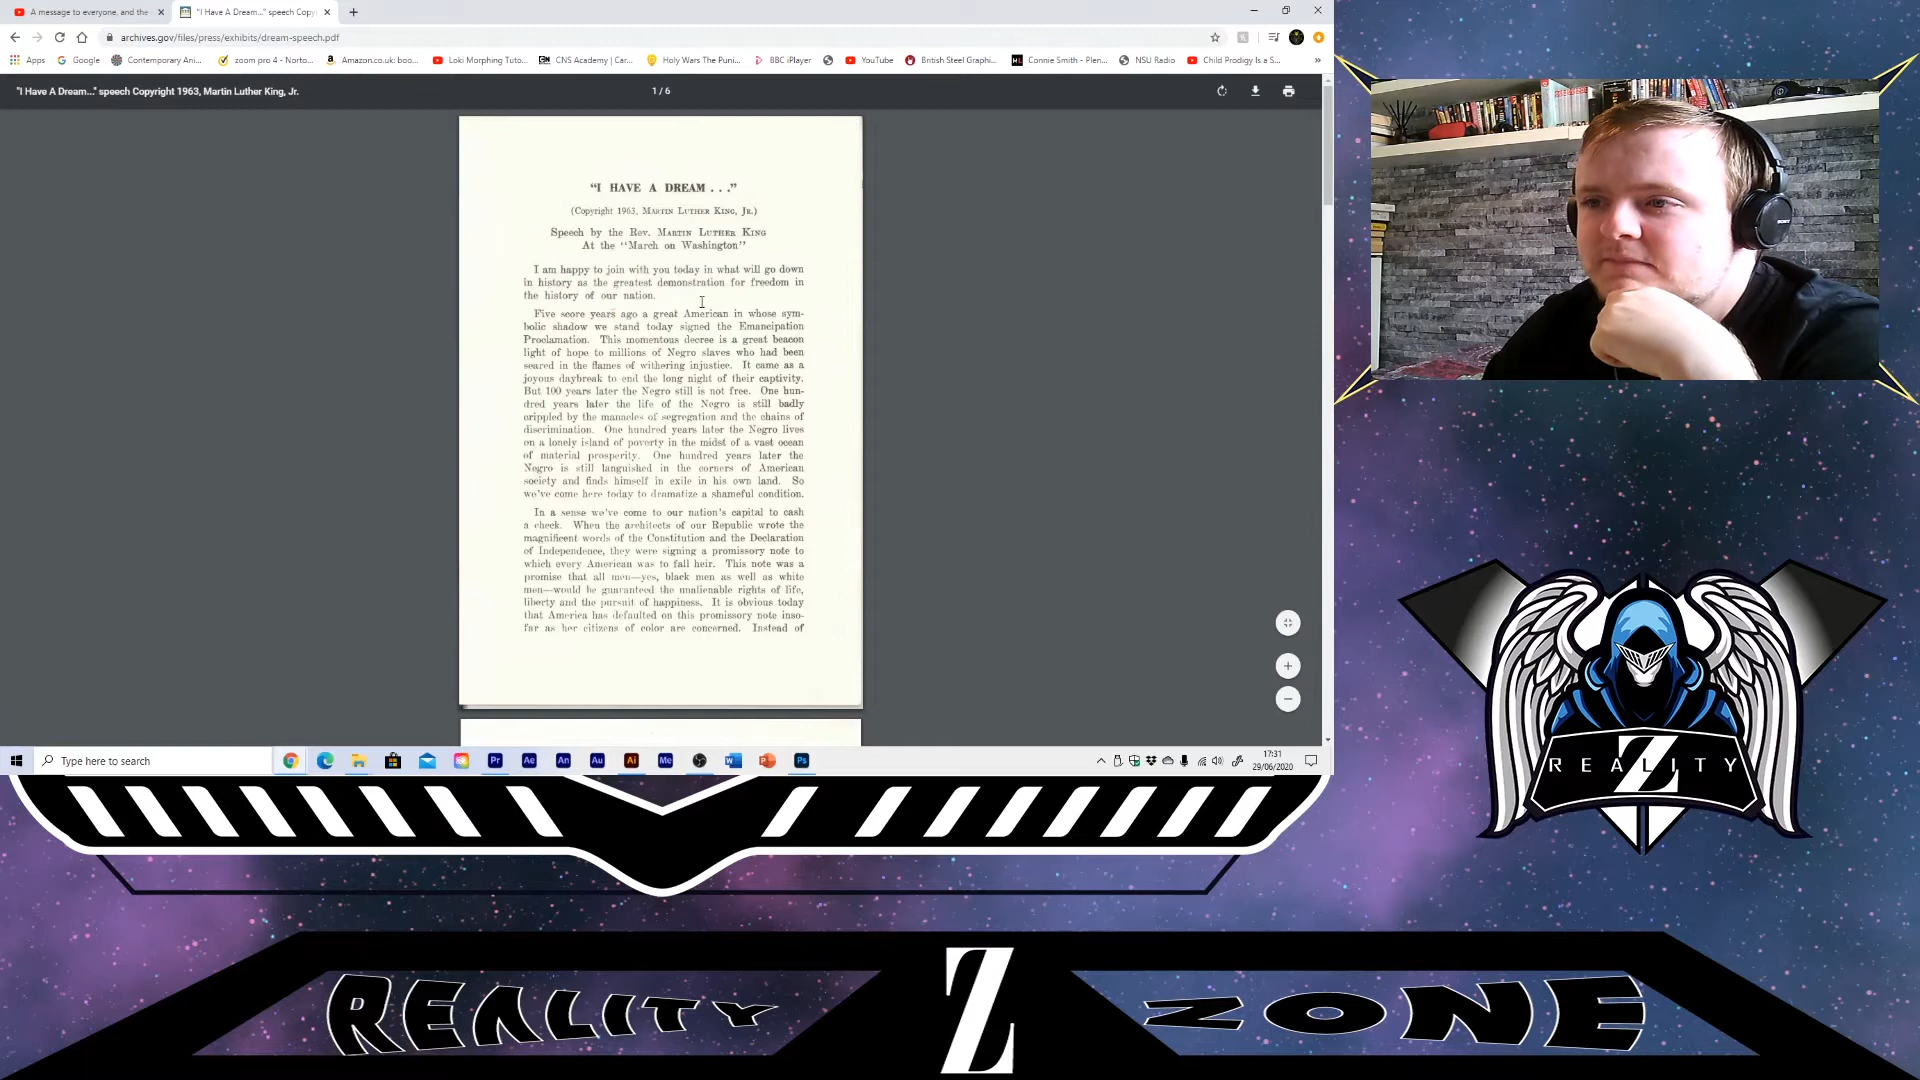 A message to everyone, and the
"I Have A Dream..." speech Copy
archives.gov/files/press/exhibits/dream-speech.pdf
Apps
Google
Contemporary Ani...
zoom pro 4 - Norto...
Amazon.co.uk: boo...
Loki Morphing Tuto...
CNS Academy | Car...
Holy Wars The Puni...
BBC iPlayer
YouTube
British Steel Graphi...
Connie Smith - Plen...
NSU Radio
Child Prodigy Is a S...
"I Have A Dream..." speech Copyright 1963, Martin Luther King, Jr.
1 / 6
"I HAVE A DREAM . . ."
(Copyright 1963, MARTIN LUTHER KING, JR.)
Speech by the Rev. MARTIN LUTHER KING
At the "March on Washington"
I am happy to join with you today in what will go down
in history as the greatest demonstration for freedom in
the history of our nation.
Five score years ago a great American in whose sym-
bolic shadow we stand today signed the Emancipation
Proclamation. This momentous decree is a great beacon
light of hope to millions of Negro slaves who had been
seared in the flames of withering injustice. It came as a
joyous daybreak to end the long night of their captivity.
But 100 years later the Negro still is not free. One hun-
dred years later the life of the Negro is still badly
crippled by the manacles of segregation and the chains of
discrimination. One hundred years later the Negro lives
on a lonely island of poverty in the midst of a vast ocean
of material prosperity. One hundred years later the
Negro is still languished in the corners of American
society and finds himself in exile in his own land. So
we've come here today to dramatize a shameful condition.
In a sense we've come to our nation's capital to cash
a check. When the architects of our Republic wrote the
magnificent words of the Constitution and the Declaration
of Independence, they were signing a promissory note to
which every American was to fall heir. This note was a
promise that all men—yes, black men as well as white
men—would be guaranteed the unalienable rights of life,
liberty and the pursuit of happiness. It is obvious today
that America has defaulted on this promissory note inso-
far as her citizens of color are concerned. Instead of
Type here to search
Pr
Ae
An
Au
Ai
Me
Ps
17:31
29/06/2020
SONY
REALITY
Z
REALITY
Z
ZONE